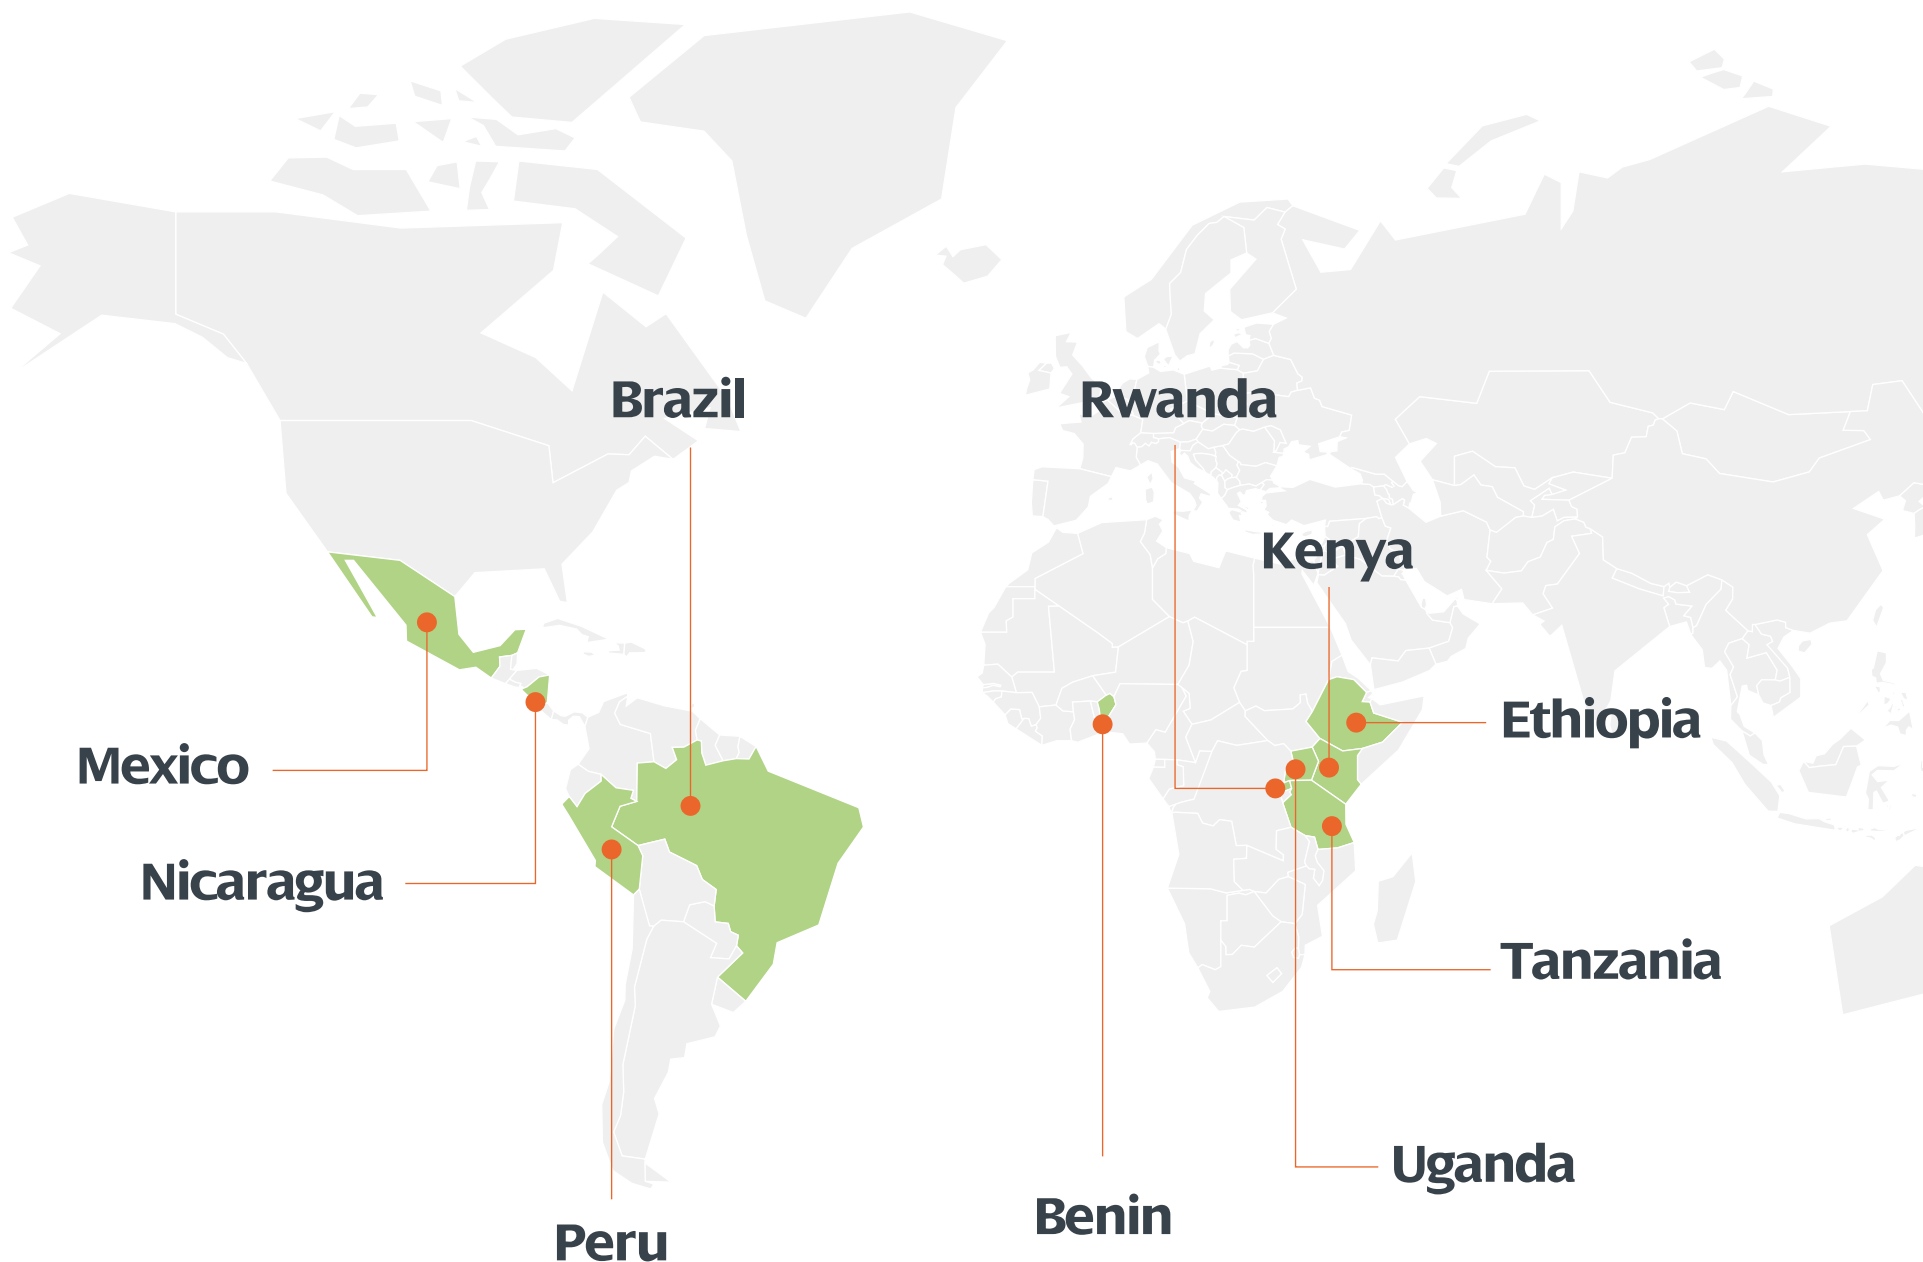 Brazil
Rwanda
Kenya
Ethiopia
Mexico
Nicaragua
Tanzania
Uganda
Benin
Peru